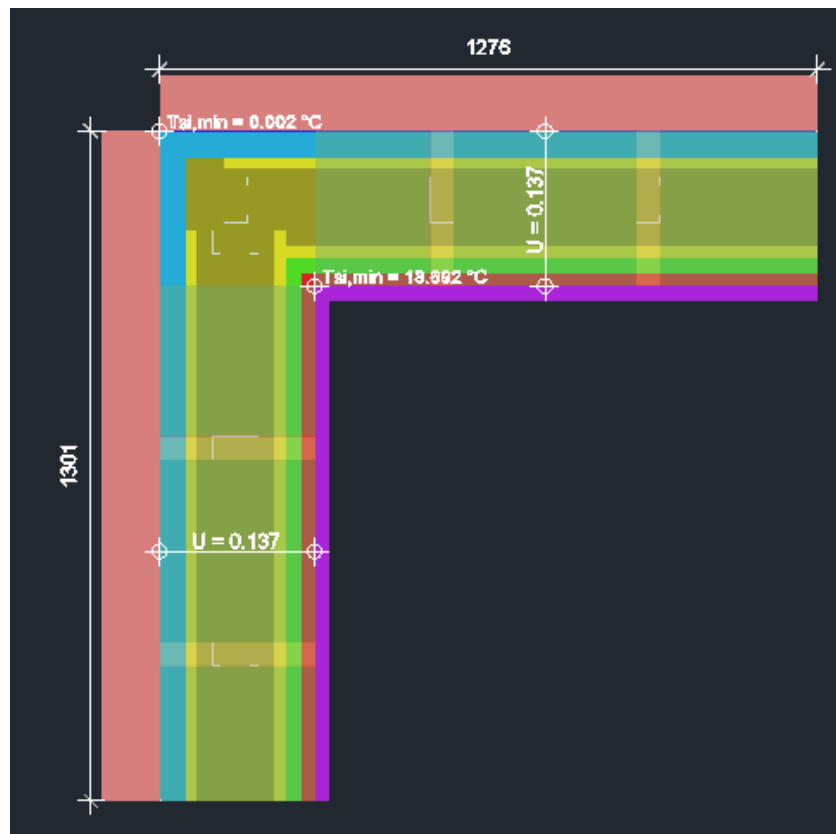 1276
Tsi,min = 0.002 °C
U = 0.137
Tsi,min = 18.692 °C
1301
U = 0.137